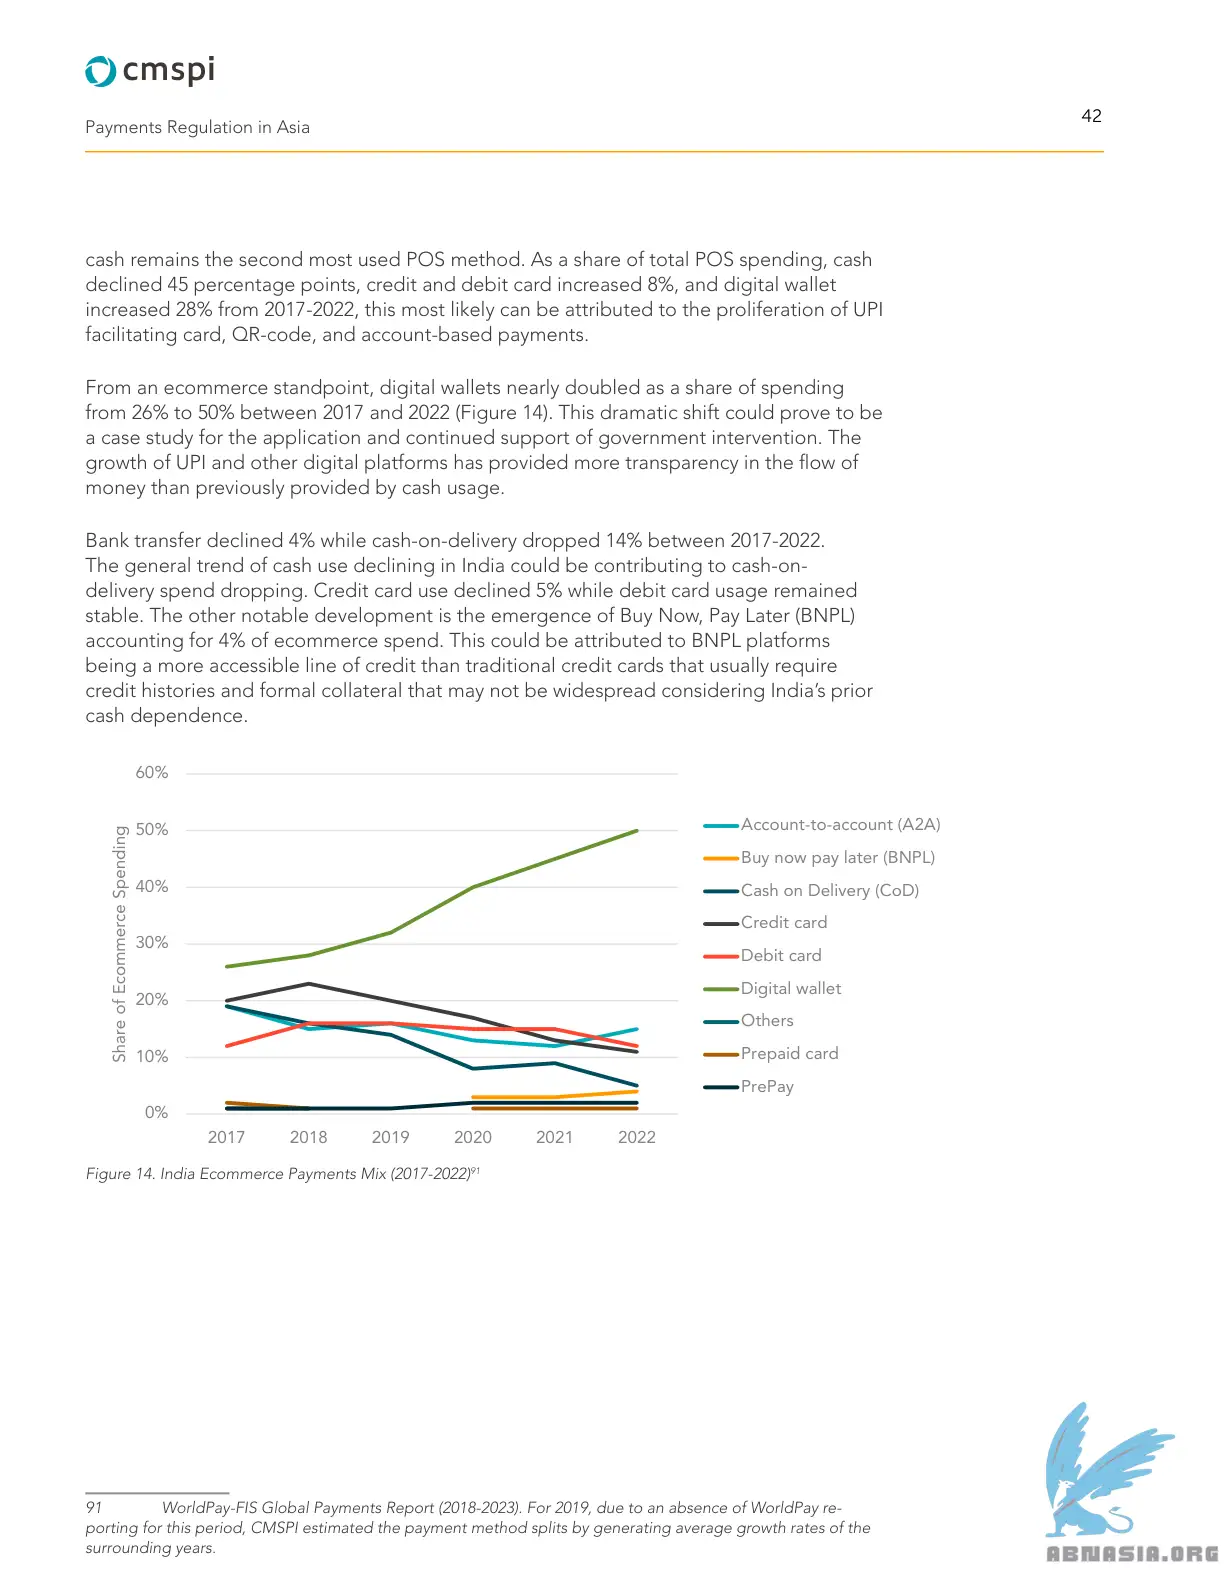 cmspi
42
Payments Regulation in Asia
cash remains the second most used POS method. As a share of total POS spending, cash
declined 45 percentage points, credit and debit card increased 8%, and digital wallet
increased 28% from 2017-2022, this most likely can be attributed to the proliferation of UPI
facilitating card, QR-code, and account-based payments.
From an ecommerce standpoint, digital wallets nearly doubled as a share of spending
from 26% to 50% between 2017 and 2022 (Figure 14). This dramatic shift could prove to be
a case study for the application and continued support of government intervention. The
growth of UPI and other digital platforms has provided more transparency in the flow of
money than previously provided by cash usage.
Bank transfer declined 4% while cash-on-delivery dropped 14% between 2017-2022.
The general trend of cash use declining in India could be contributing to cash-on-
delivery spend dropping. Credit card use declined 5% while debit card usage remained
stable. The other notable development is the emergence of Buy Now, Pay Later (BNPL)
accounting for 4% of ecommerce spend. This could be attributed to BNPL platforms
being a more accessible line of credit than traditional credit cards that usually require
credit histories and formal collateral that may not be widespread considering India’s prior
cash dependence.
Share of Ecommerce Spending
60%
50%
40%
30%
20%
10%
0%
2017 2018 2019 2020 2021 2022
Account-to-account (A2A)
Buy now pay later (BNPL)
Cash on Delivery (CoD)
Credit card
Debit card
Digital wallet
Others
Prepaid card
PrePay
Figure 14. India Ecommerce Payments Mix (2017-2022)91
91 WorldPay-FIS Global Payments Report (2018-2023). For 2019, due to an absence of WorldPay re-
porting for this period, CMSPI estimated the payment method splits by generating average growth rates of the
surrounding years.
ABNASIA.ORG